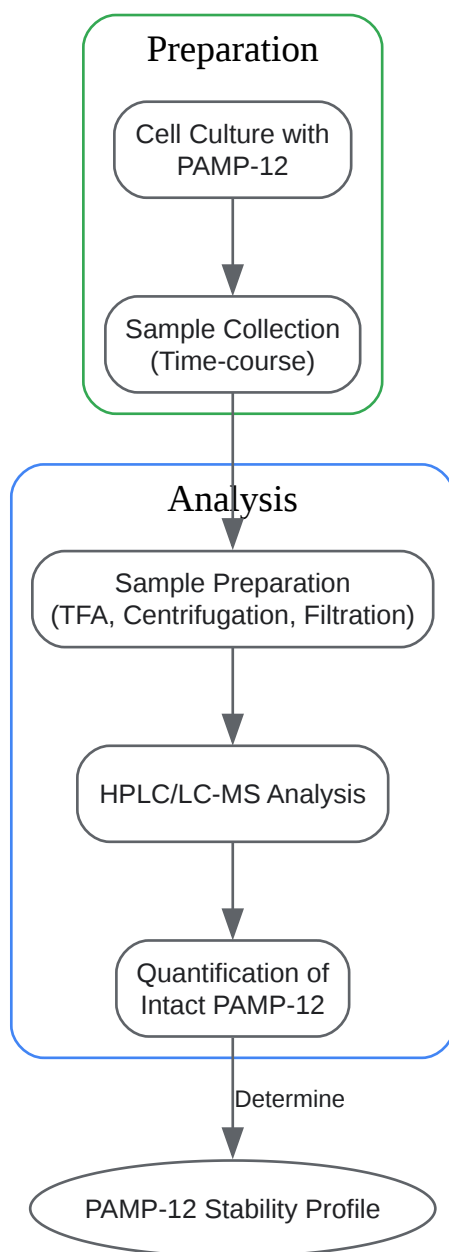 Preparation
Cell Culture with
PAMP-12
Sample Collection
(Time-course)
Analysis
Sample Preparation
(TFA, Centrifugation, Filtration)
HPLC/LC-MS Analysis
Quantification of
Intact PAMP-12
Determine
PAMP-12 Stability Profile